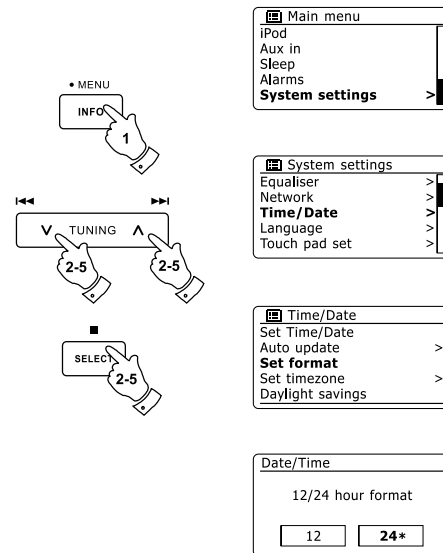 • MENU
INFO
1
TUNING
2-5
2-5
SELECT
2-5
Main menu
iPod
Aux in
Sleep
Alarms
System settings >
System settings
Equaliser >
Network >
Time/Date >
Language >
Touch pad set >
Time/Date
Set Time/Date
Auto update >
Set format
Set timezone >
Daylight savings
Date/Time
12/24 hour format
12
24*